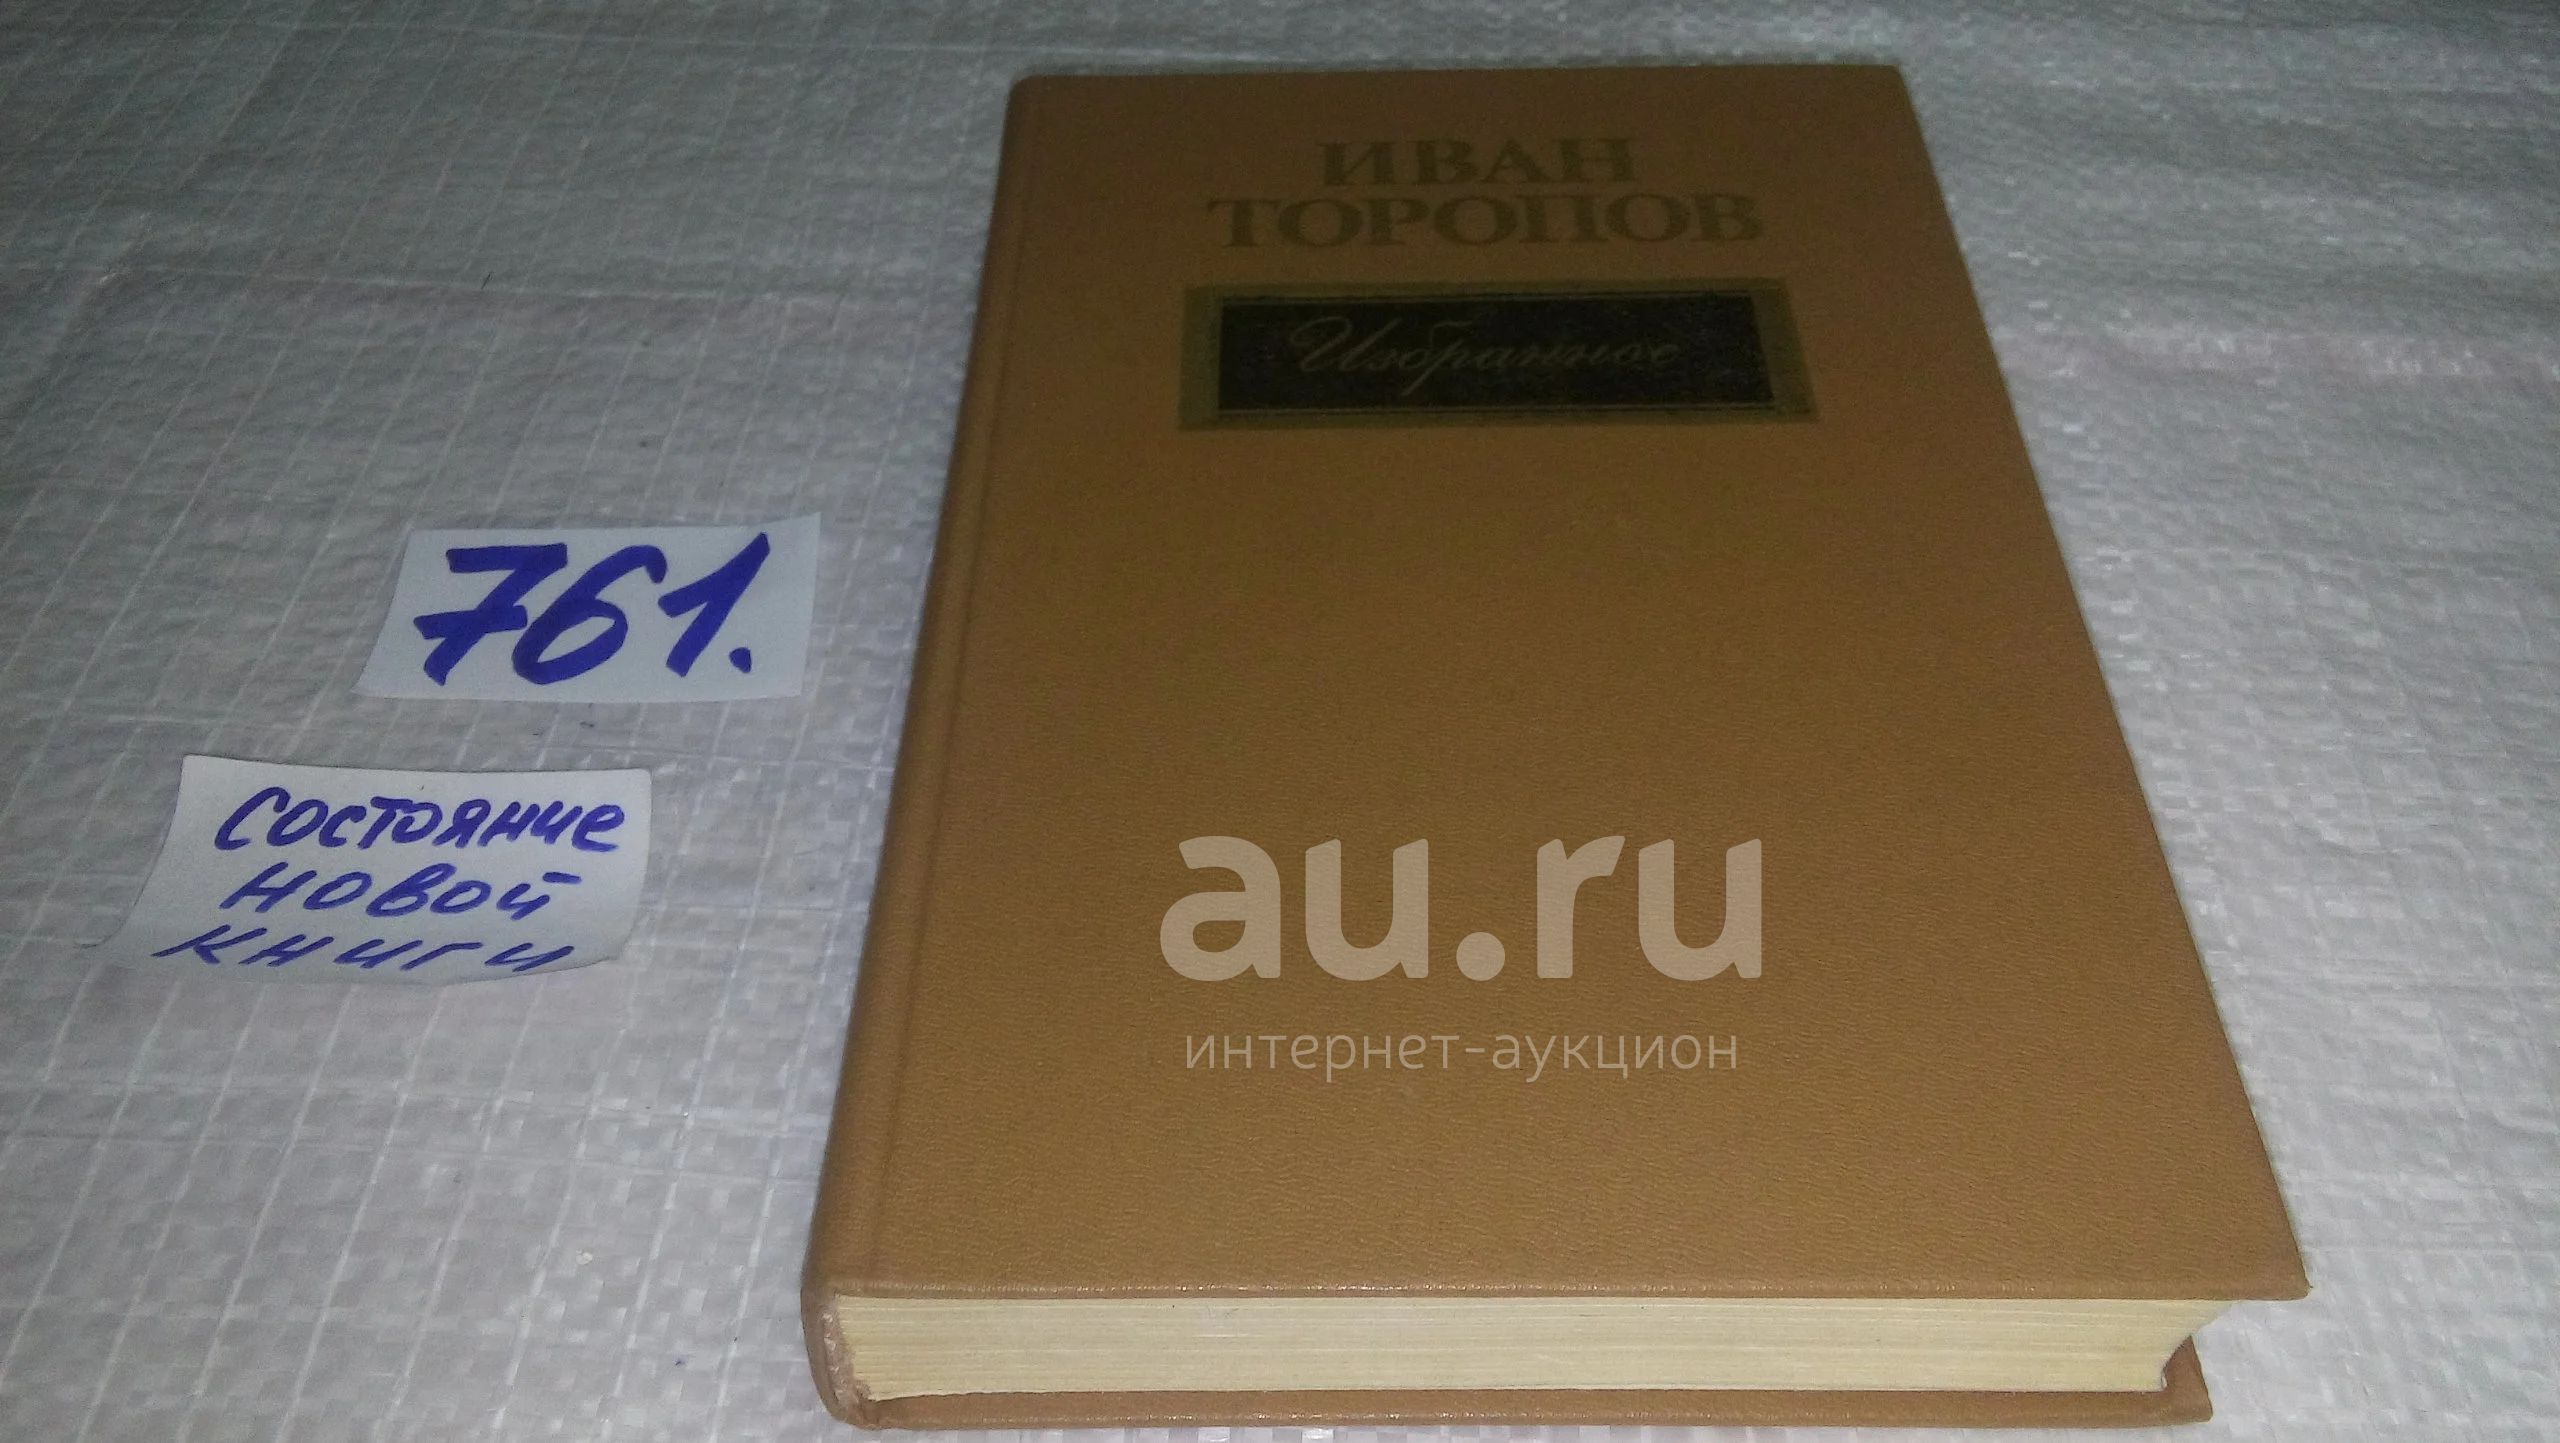 ИВАН
ТОРОПОВ
Избранное
761.
состояние
новой
книги
au.ru
интернет-аукцион